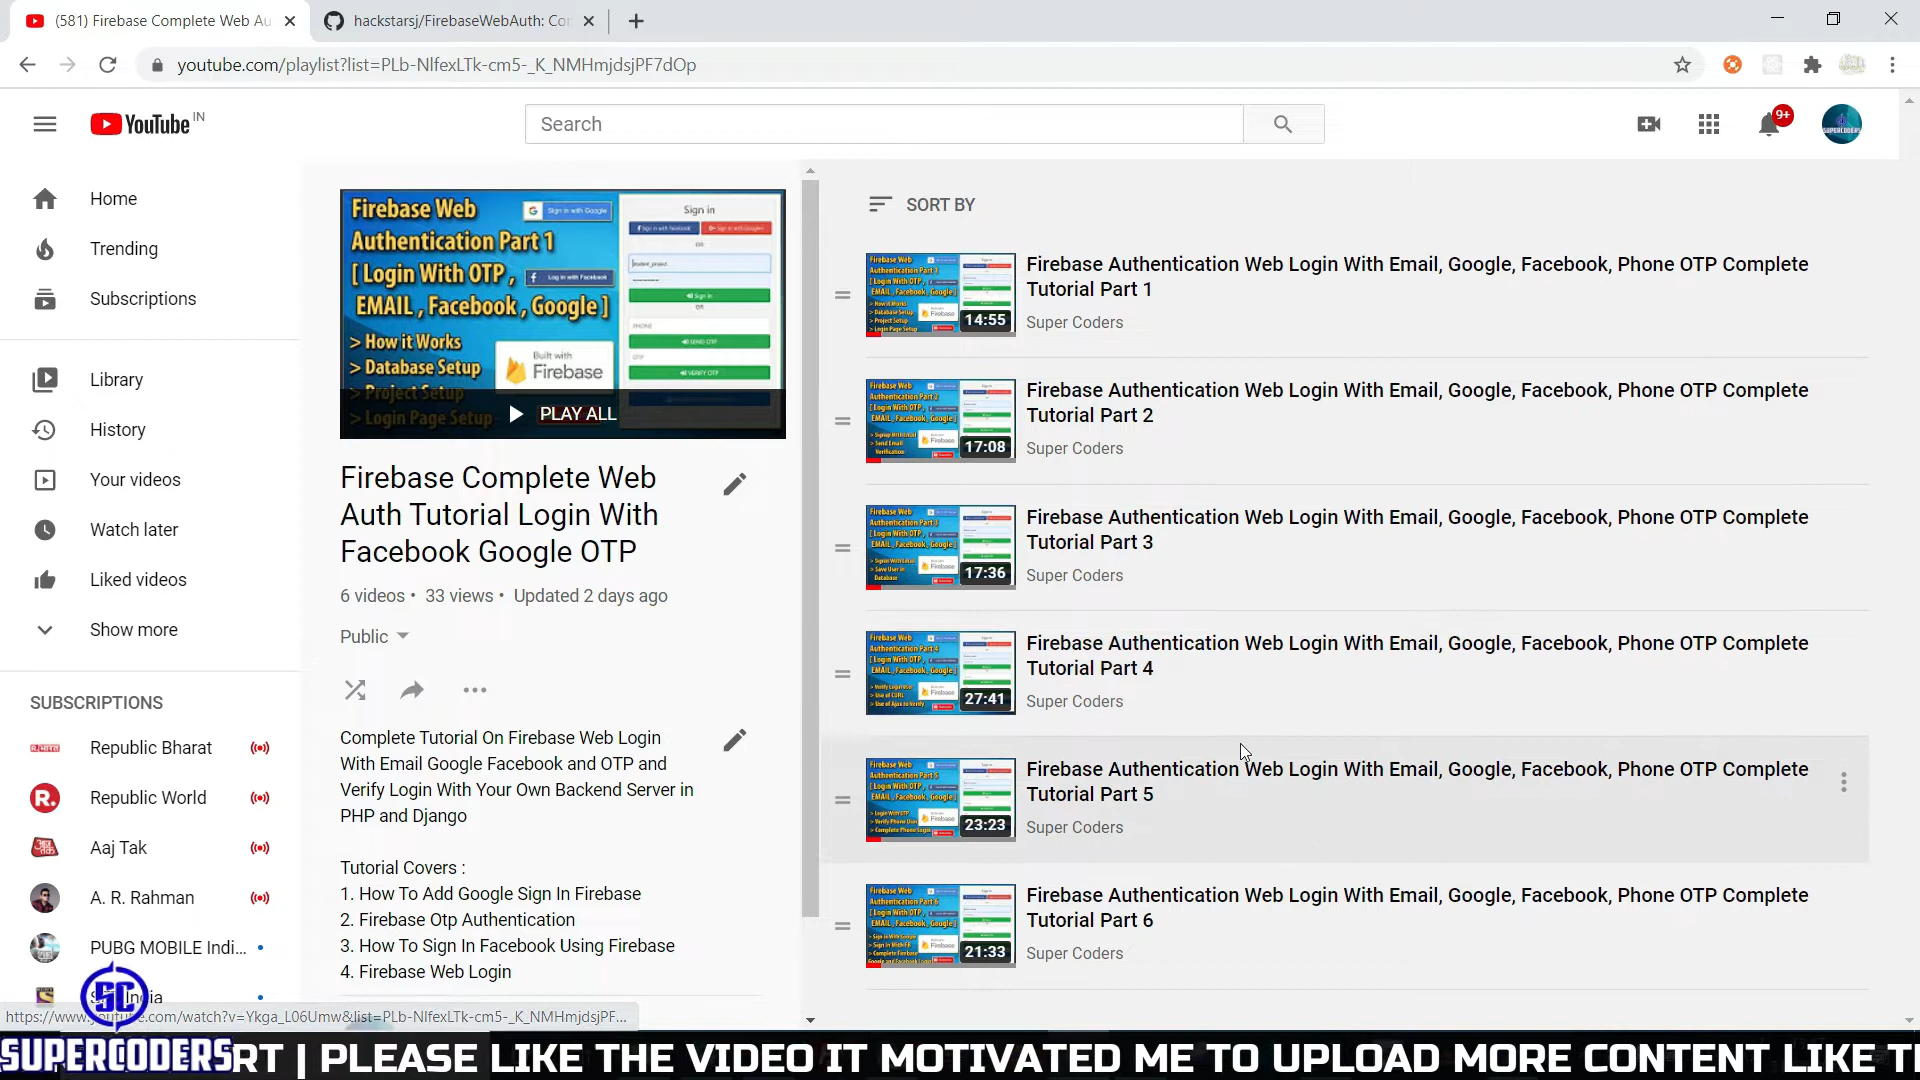 (581) Firebase Complete Web Au
hackstarsj/FirebaseWebAuth: Co
youtube.com/playlist?list=PLb-NlfexLTk-cm5-_K_NMHmjdsjPF7dOp
YouTube IN
Search
9+
Home
Trending
Subscriptions
Library
History
Your videos
Watch later
Liked videos
Show more
SUBSCRIPTIONS
Republic Bharat
Republic World
Aaj Tak
A. R. Rahman
PUBG MOBILE Indi...
India
Firebase Web
Authentication Part 1
[ Login With OTP ,
EMAIL , Facebook , Google ]
> How it Works
> Database Setup
> Project Setup
> Login Page Setup
Sign in with Google
Log in with Facebook
Built with
Firebase
Sign in
PLAY ALL
Firebase Complete Web
Auth Tutorial Login With
Facebook Google OTP
6 videos • 33 views • Updated 2 days ago
Public
Complete Tutorial On Firebase Web Login
With Email Google Facebook and OTP and
Verify Login With Your Own Backend Server in
PHP and Django
Tutorial Covers :
1. How To Add Google Sign In Firebase
2. Firebase Otp Authentication
3. How To Sign In Facebook Using Firebase
4. Firebase Web Login
SORT BY
14:55
Firebase Authentication Web Login With Email, Google, Facebook, Phone OTP Complete
Tutorial Part 1
Super Coders
17:08
Firebase Authentication Web Login With Email, Google, Facebook, Phone OTP Complete
Tutorial Part 2
Super Coders
17:36
Firebase Authentication Web Login With Email, Google, Facebook, Phone OTP Complete
Tutorial Part 3
Super Coders
27:41
Firebase Authentication Web Login With Email, Google, Facebook, Phone OTP Complete
Tutorial Part 4
Super Coders
23:23
Firebase Authentication Web Login With Email, Google, Facebook, Phone OTP Complete
Tutorial Part 5
Super Coders
21:33
Firebase Authentication Web Login With Email, Google, Facebook, Phone OTP Complete
Tutorial Part 6
Super Coders
SC
SUPERCODERS
RT | PLEASE LIKE THE VIDEO IT MOTIVATED ME TO UPLOAD MORE CONTENT LIKE T